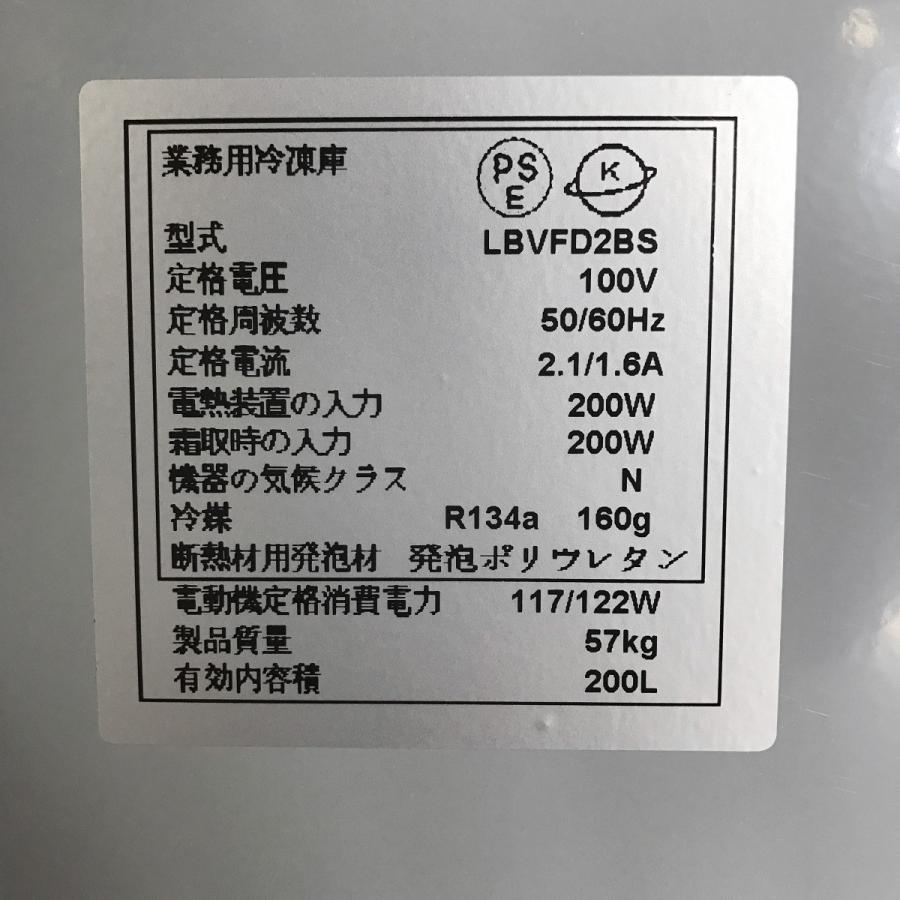 業務用冷凍庫 PSE K
型式 LBVFD2BS
定格電圧 100V
定格周波数 50/60Hz
定格電流 2.1/1.6A
電熱装置の入力 200W
霜取時の入力 200W
機器の気候クラス N
冷媒 R134a 160g
断熱材用発泡材 発泡ポリウレタン
電動機定格消費電力 117/122W
製品質量 57kg
有効内容積 200L